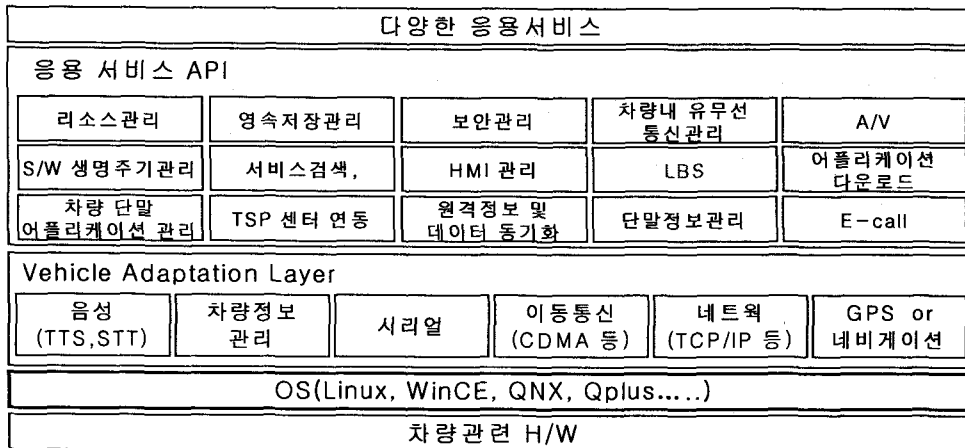 다양한 응용서비스
응용 서비스 API
리소스관리
영속저장관리
보안관리
차량내 유무선
통신관리
A/V
S/W 생명주기관리
서비스검색,
HMI 관리
LBS
어플리케이션
다운로드
차량 단말
어플리케이션 관리
TSP 센터 연동
원격정보 및
데이터 동기화
단말정보관리
E-call
Vehicle Adaptation Layer
음성
(TTS,STT)
차량정보
관리
시리얼
이동통신
(CDMA 등)
네트웍
(TCP/IP 등)
GPS or
네비게이션
OS(Linux, WinCE, QNX, Qplus.....)
차량관련 H/W